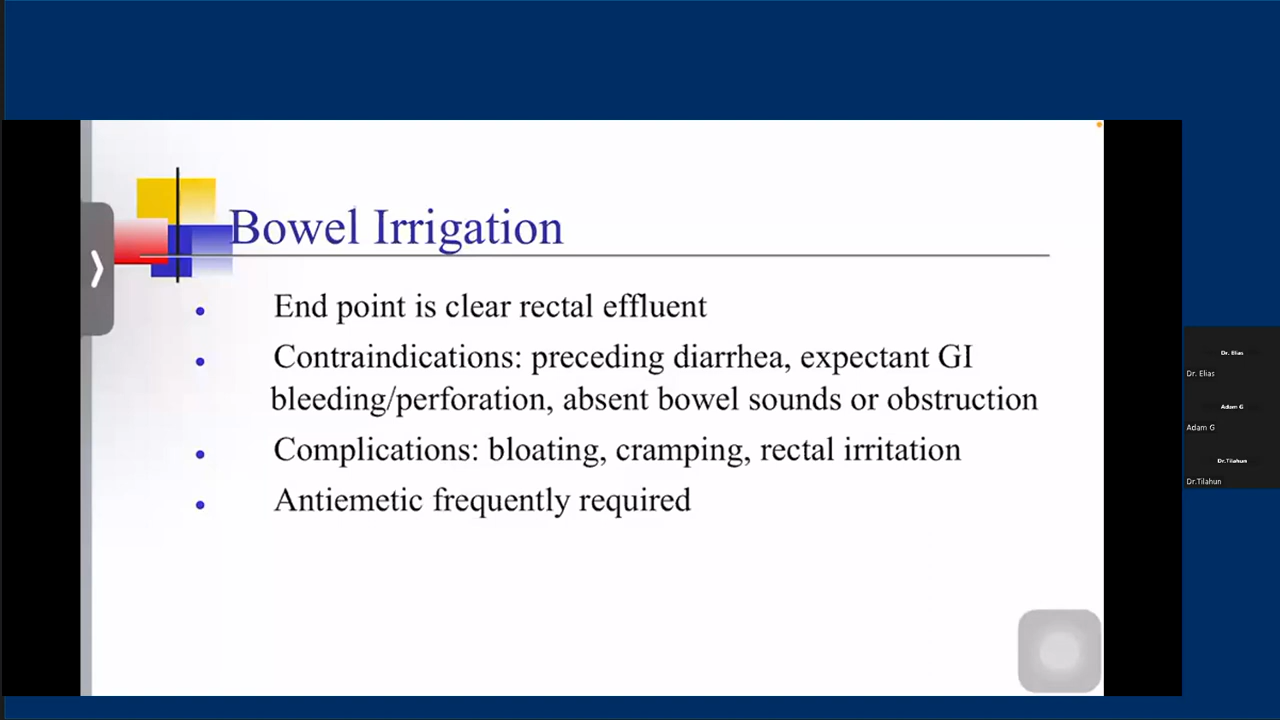 Bowel Irrigation
End point is clear rectal effluent
Contraindications: preceding diarrhea, expectant GI
bleeding/perforation, absent bowel sounds or obstruction
Complications: bloating, cramping, rectal irritation
Antiemetic frequently required
Dr. Elias
Dr. Elias
Adam G
Adam G
Dr.Tilahun
Dr.Tilahun